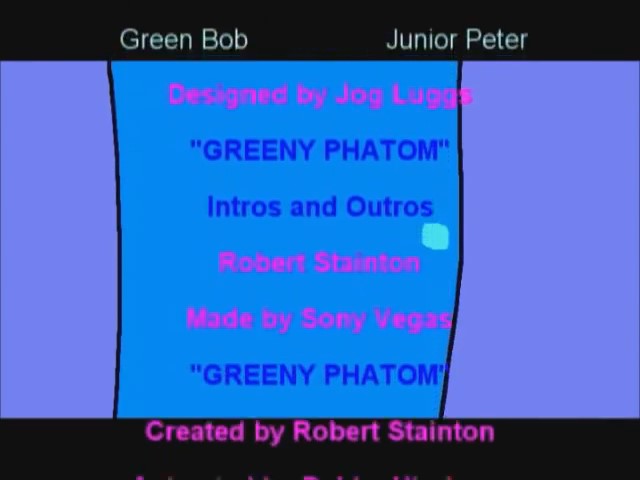 Green Bob Junior Peter
Designed by Jog Luggs
"GREENY PHATOM"
Intros and Outros
Robert Stainton
Made by Sony Vegas
"GREENY PHATOM"
Created by Robert Stainton